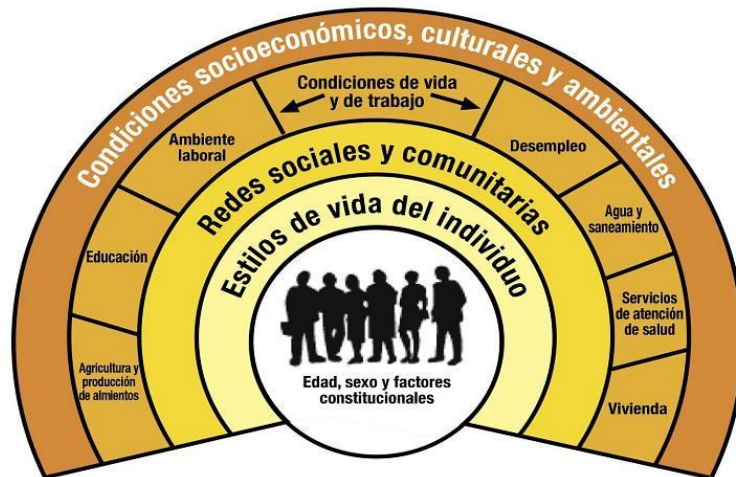 Condiciones socioeconómicos, culturales y ambientales
Condiciones de vida
y de trabajo
Ambiente
laboral
Desempleo
Educación
Agua y
saneamiento
Agricultura y
producción
de almientos
Servicios
de atención
de salud
Vivienda
Redes sociales y comunitarias
Estilos de vida del individuo
Edad, sexo y factores
constitucionales